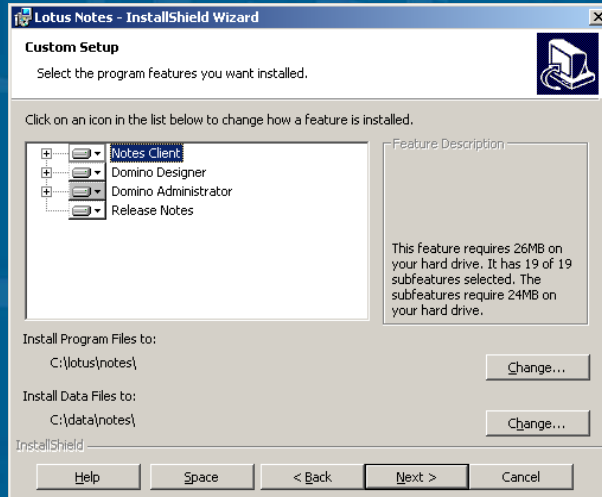 Lotus Notes - InstallShield Wizard
Custom Setup
Select the program features you want installed.
Click on an icon in the list below to change how a feature is installed.
Notes Client
Domino Designer
Domino Administrator
Release Notes
Feature Description
This feature requires 26MB on
your hard drive. It has 19 of 19
subfeatures selected. The
subfeatures require 24MB on
your hard drive.
Install Program Files to:
C:\lotus\notes\
Change...
Install Data Files to:
C:\data\notes\
Change...
InstallShield
Help
Space
< Back
Next >
Cancel